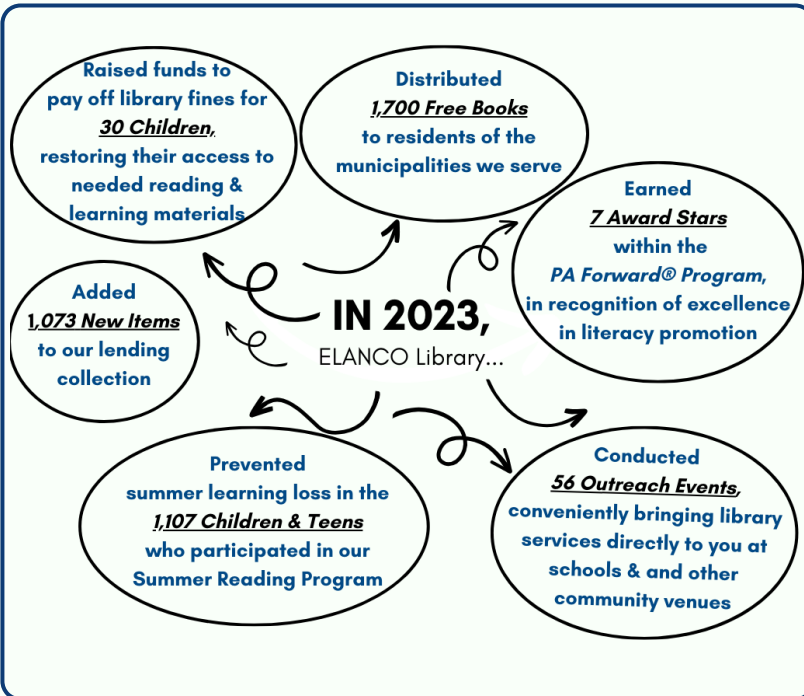 Raised funds to
pay off library fines for
30 Children,
restoring their access to
needed reading &
learning materials
Distributed
1,700 Free Books
to residents of the
municipalities we serve
Earned
7 Award Stars
within the
PA Forward® Program,
in recognition of excellence
in literacy promotion
Added
1,073 New Items
to our lending
collection
IN 2023,
ELANCO Library...
Prevented
summer learning loss in the
1,107 Children & Teens
who participated in our
Summer Reading Program
Conducted
56 Outreach Events,
conveniently bringing library
services directly to you at
schools & and other
community venues